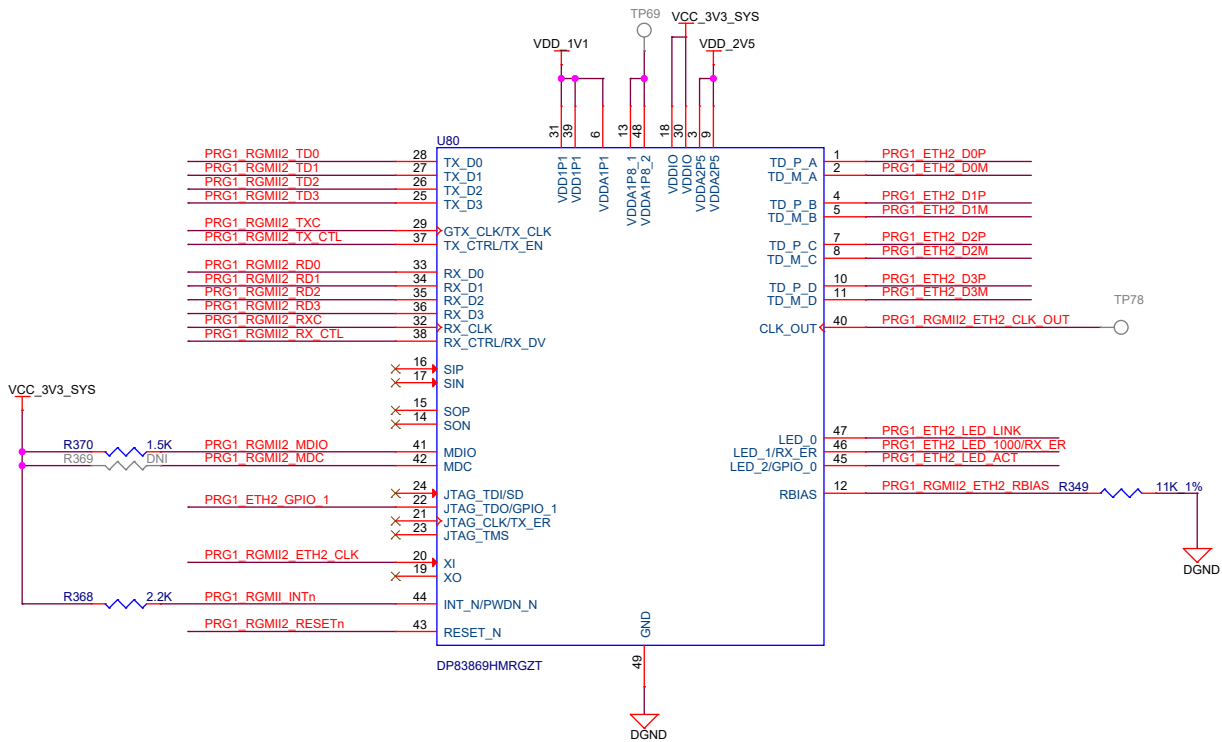 TP69
VCC_3V3_SYS
VDD_1V1
VDD_2V5
31
39
6
13
48
18
30
3
9
U80
VDD1P1
VDD1P1
VDDA1P1
VDDA1P8_1
VDDA1P8_2
VDDIO
VDDIO
VDDA2P5
VDDA2P5
PRG1_RGMII2_TD0 28 TX_D0
PRG1_RGMII2_TD1 27 TX_D1
PRG1_RGMII2_TD2 26 TX_D2
PRG1_RGMII2_TD3 25 TX_D3
PRG1_RGMII2_TXC 29 GTX_CLK/TX_CLK
PRG1_RGMII2_TX_CTL 37 TX_CTRL/TX_EN
PRG1_RGMII2_RD0 33 RX_D0
PRG1_RGMII2_RD1 34 RX_D1
PRG1_RGMII2_RD2 35 RX_D2
PRG1_RGMII2_RD3 36 RX_D3
PRG1_RGMII2_RXC 32 RX_CLK
PRG1_RGMII2_RX_CTL 38 RX_CTRL/RX_DV
16 SIP
17 SIN
15 SOP
14 SON
VCC_3V3_SYS
R370 1.5K PRG1_RGMII2_MDIO 41 MDIO
R369 DNI PRG1_RGMII2_MDC 42 MDC
24 JTAG_TDI/SD
PRG1_ETH2_GPIO_1 22 JTAG_TDO/GPIO_1
21 JTAG_CLK/TX_ER
23 JTAG_TMS
PRG1_RGMII2_ETH2_CLK 20 XI
19 XO
R368 2.2K PRG1_RGMII_INTn 44 INT_N/PWDN_N
PRG1_RGMII2_RESETn 43 RESET_N
TD_P_A 1 PRG1_ETH2_D0P
TD_M_A 2 PRG1_ETH2_D0M
TD_P_B 4 PRG1_ETH2_D1P
TD_M_B 5 PRG1_ETH2_D1M
TD_P_C 7 PRG1_ETH2_D2P
TD_M_C 8 PRG1_ETH2_D2M
TD_P_D 10 PRG1_ETH2_D3P
TD_M_D 11 PRG1_ETH2_D3M
TP78
CLK_OUT 40 PRG1_RGMII2_ETH2_CLK_OUT
LED_0 47 PRG1_ETH2_LED_LINK
LED_1/RX_ER 46 PRG1_ETH2_LED_1000/RX_ER
LED_2/GPIO_0 45 PRG1_ETH2_LED_ACT
RBIAS 12 PRG1_RGMII2_ETH2_RBIAS R349 11K_1%
DGND
GND
49
DP83869HMRGZT
DGND